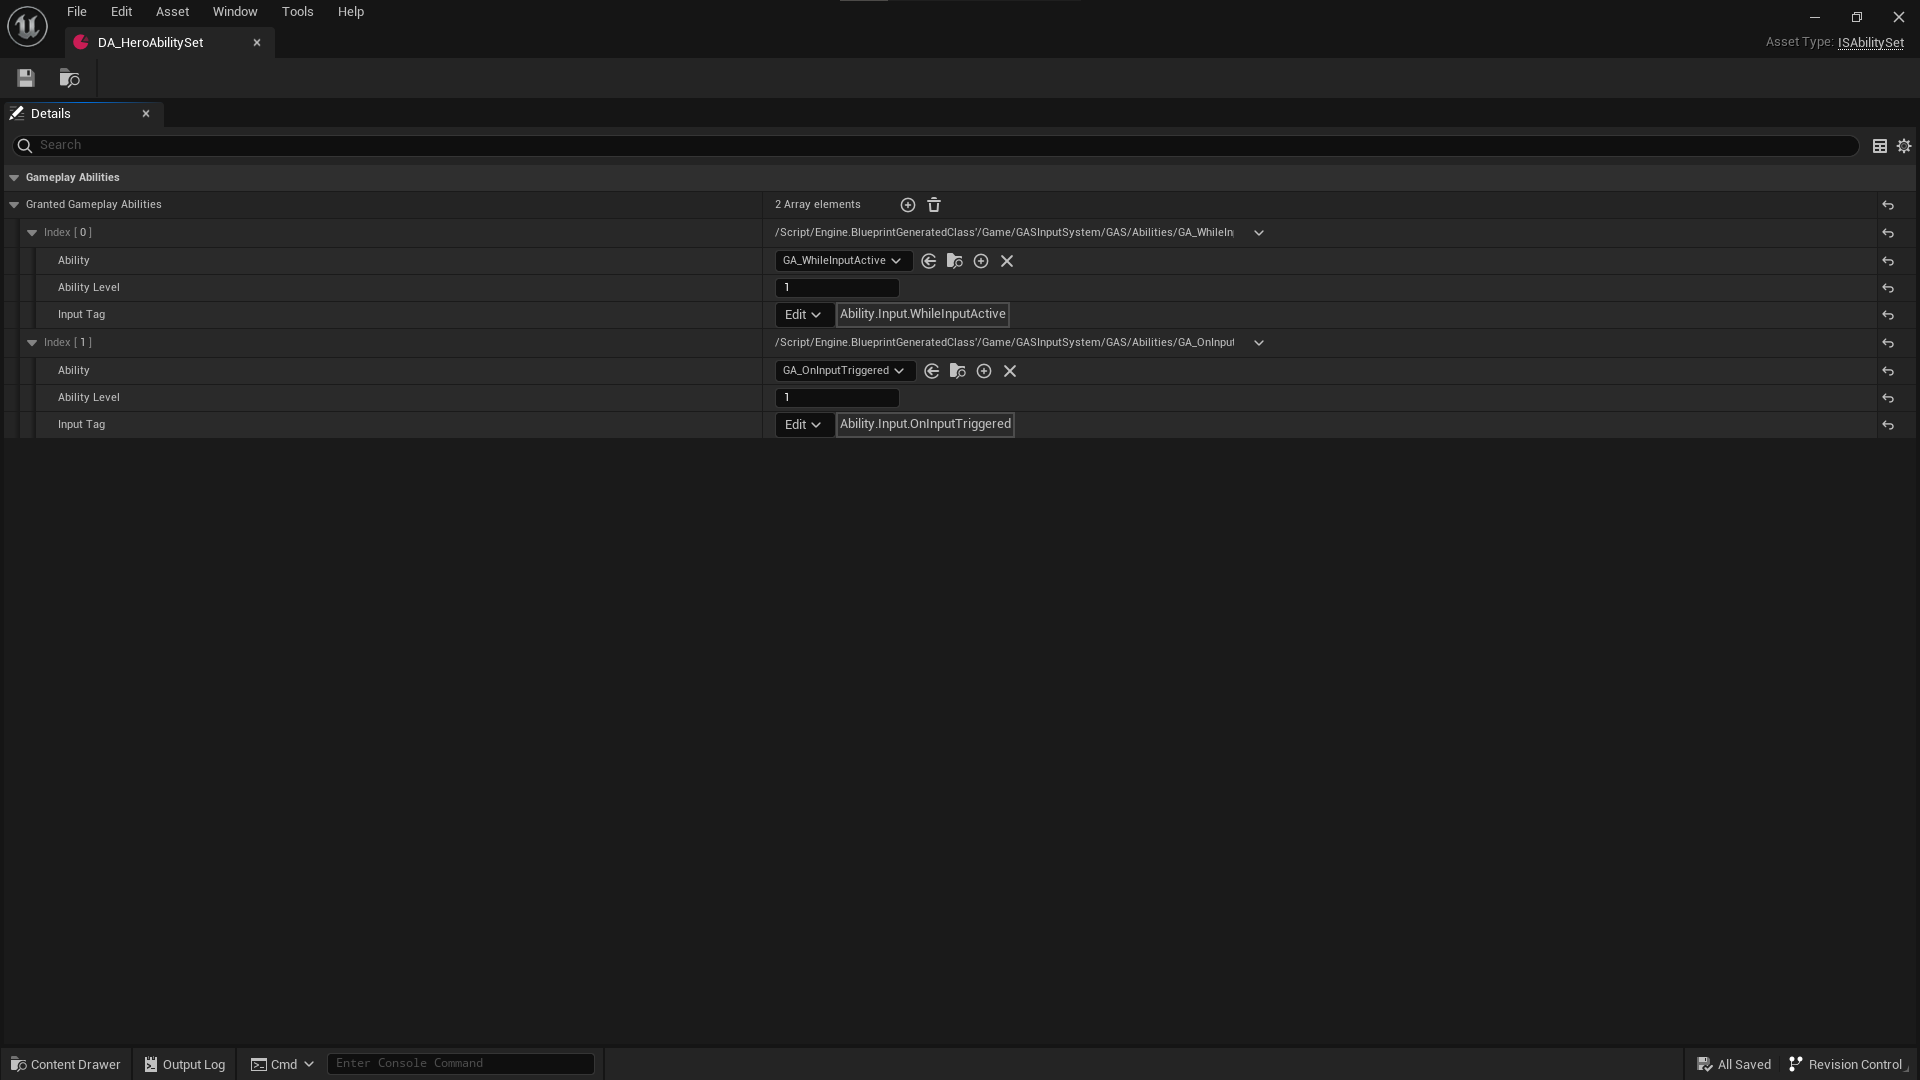 File Edit Asset Window Tools Help
DA_HeroAbilitySet
Asset Type: ISAbilitySet
Details
Search
Gameplay Abilities
Granted Gameplay Abilities 2 Array elements
Index [ 0 ] /Script/Engine.BlueprintGeneratedClass'/Game/GASInputSystem/GAS/Abilities/GA_WhileIn
Ability GA_WhileInputActive
Ability Level 1
Input Tag Edit Ability.Input.WhileInputActive
Index [ 1 ] /Script/Engine.BlueprintGeneratedClass'/Game/GASInputSystem/GAS/Abilities/GA_OnInput
Ability GA_OnInputTriggered
Ability Level 1
Input Tag Edit Ability.Input.OnInputTriggered
Content Drawer Output Log Cmd Enter Console Command All Saved Revision Control